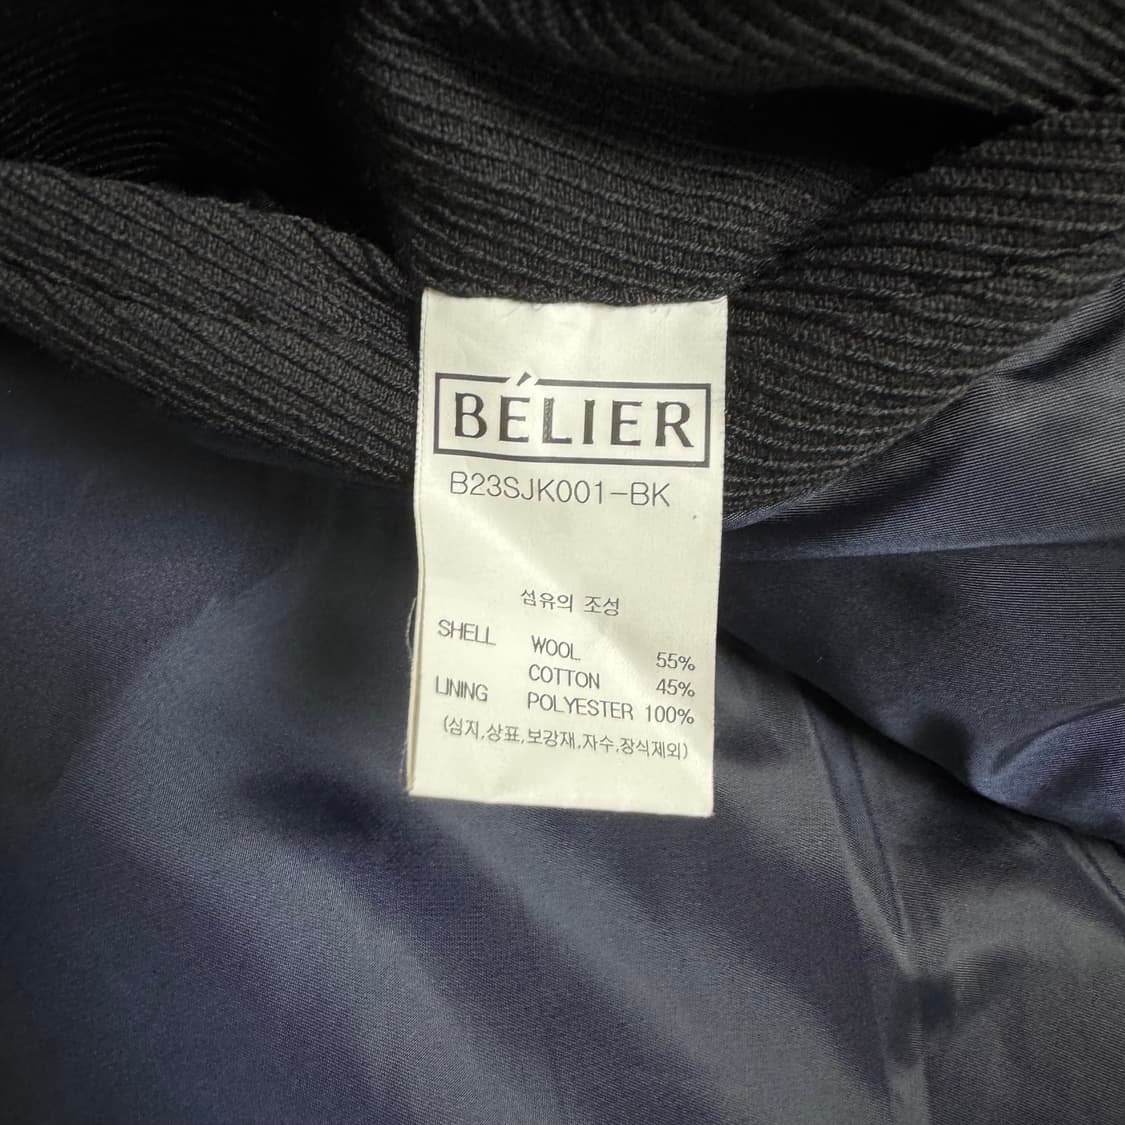 BÉLIER
B23SJK001-BK
섬유의 조성
SHELL WOOL 55%
COTTON 45%
LINING POLYESTER 100%
(심지,상표,보강재,자수,장식제외)